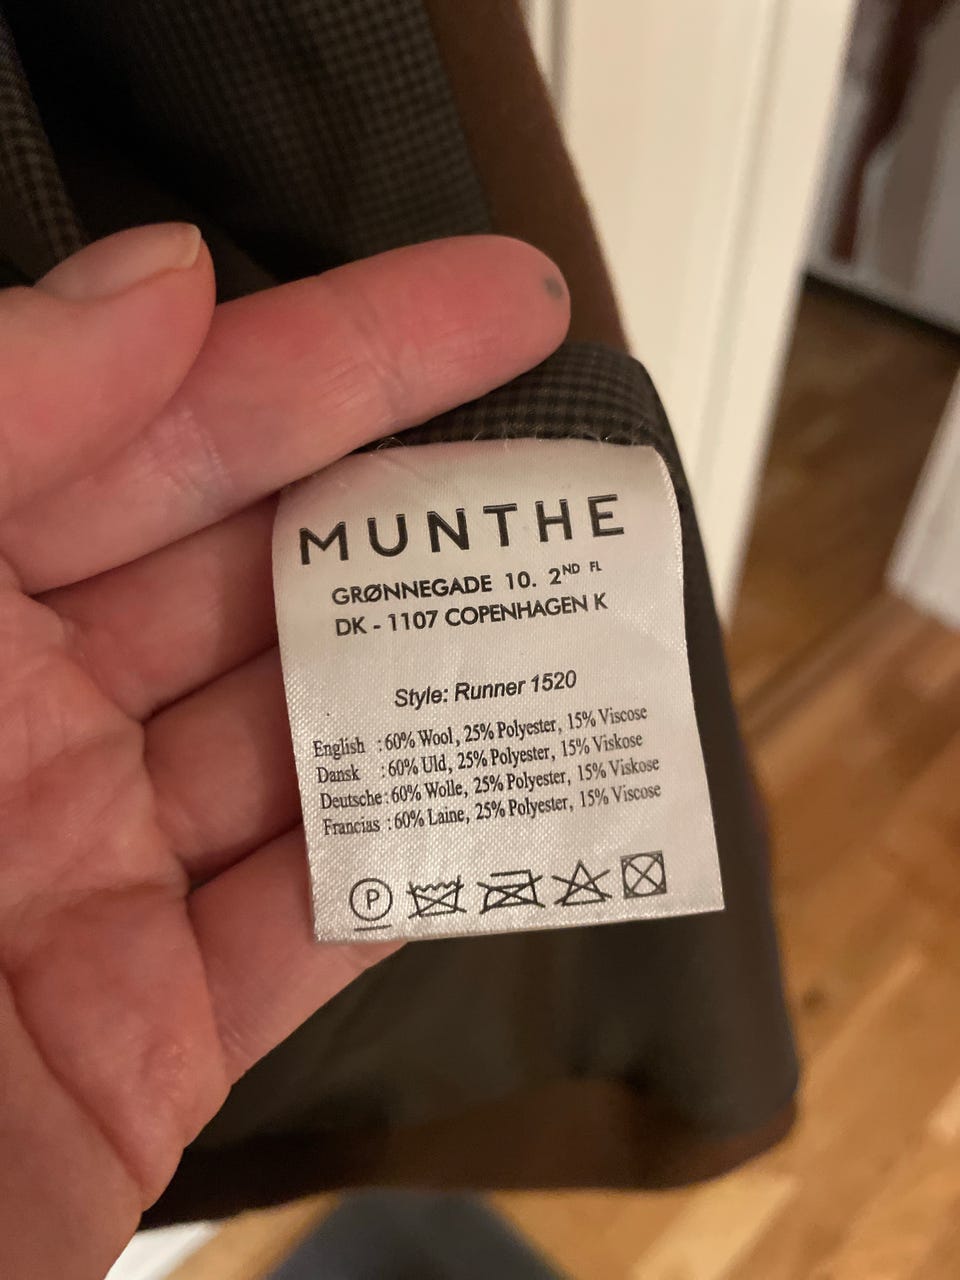 MUNTHE
GRØNNEGADE 10. 2ND FL
DK - 1107 COPENHAGEN K
Style: Runner 1520
English : 60% Wool, 25% Polyester, 15% Viscose
Dansk : 60% Uld, 25% Polyester, 15% Viskose
Deutsche : 60% Wolle, 25% Polyester, 15% Viskose
Francias : 60% Laine, 25% Polyester, 15% Viscose
P